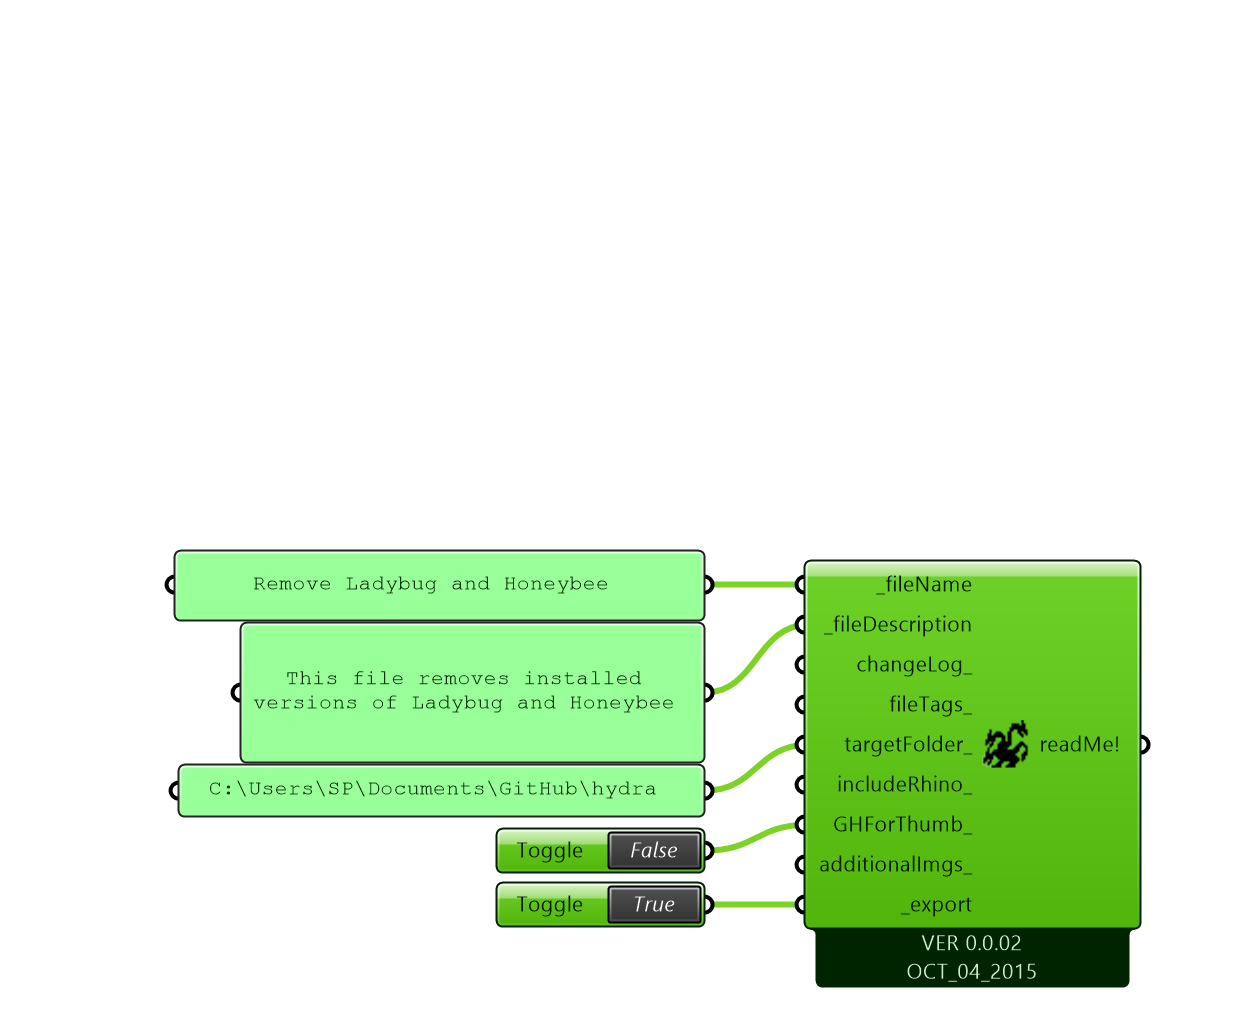 Remove Ladybug and Honeybee
This file removes installed
versions of Ladybug and Honeybee
C:\Users\SP\Documents\GitHub\hydra
Toggle False
Toggle True
_fileName
_fileDescription
changeLog_
fileTags_
targetFolder_
readMe!
includeRhino_
GHForThumb_
additionalImgs_
_export
VER 0.0.02
OCT_04_2015